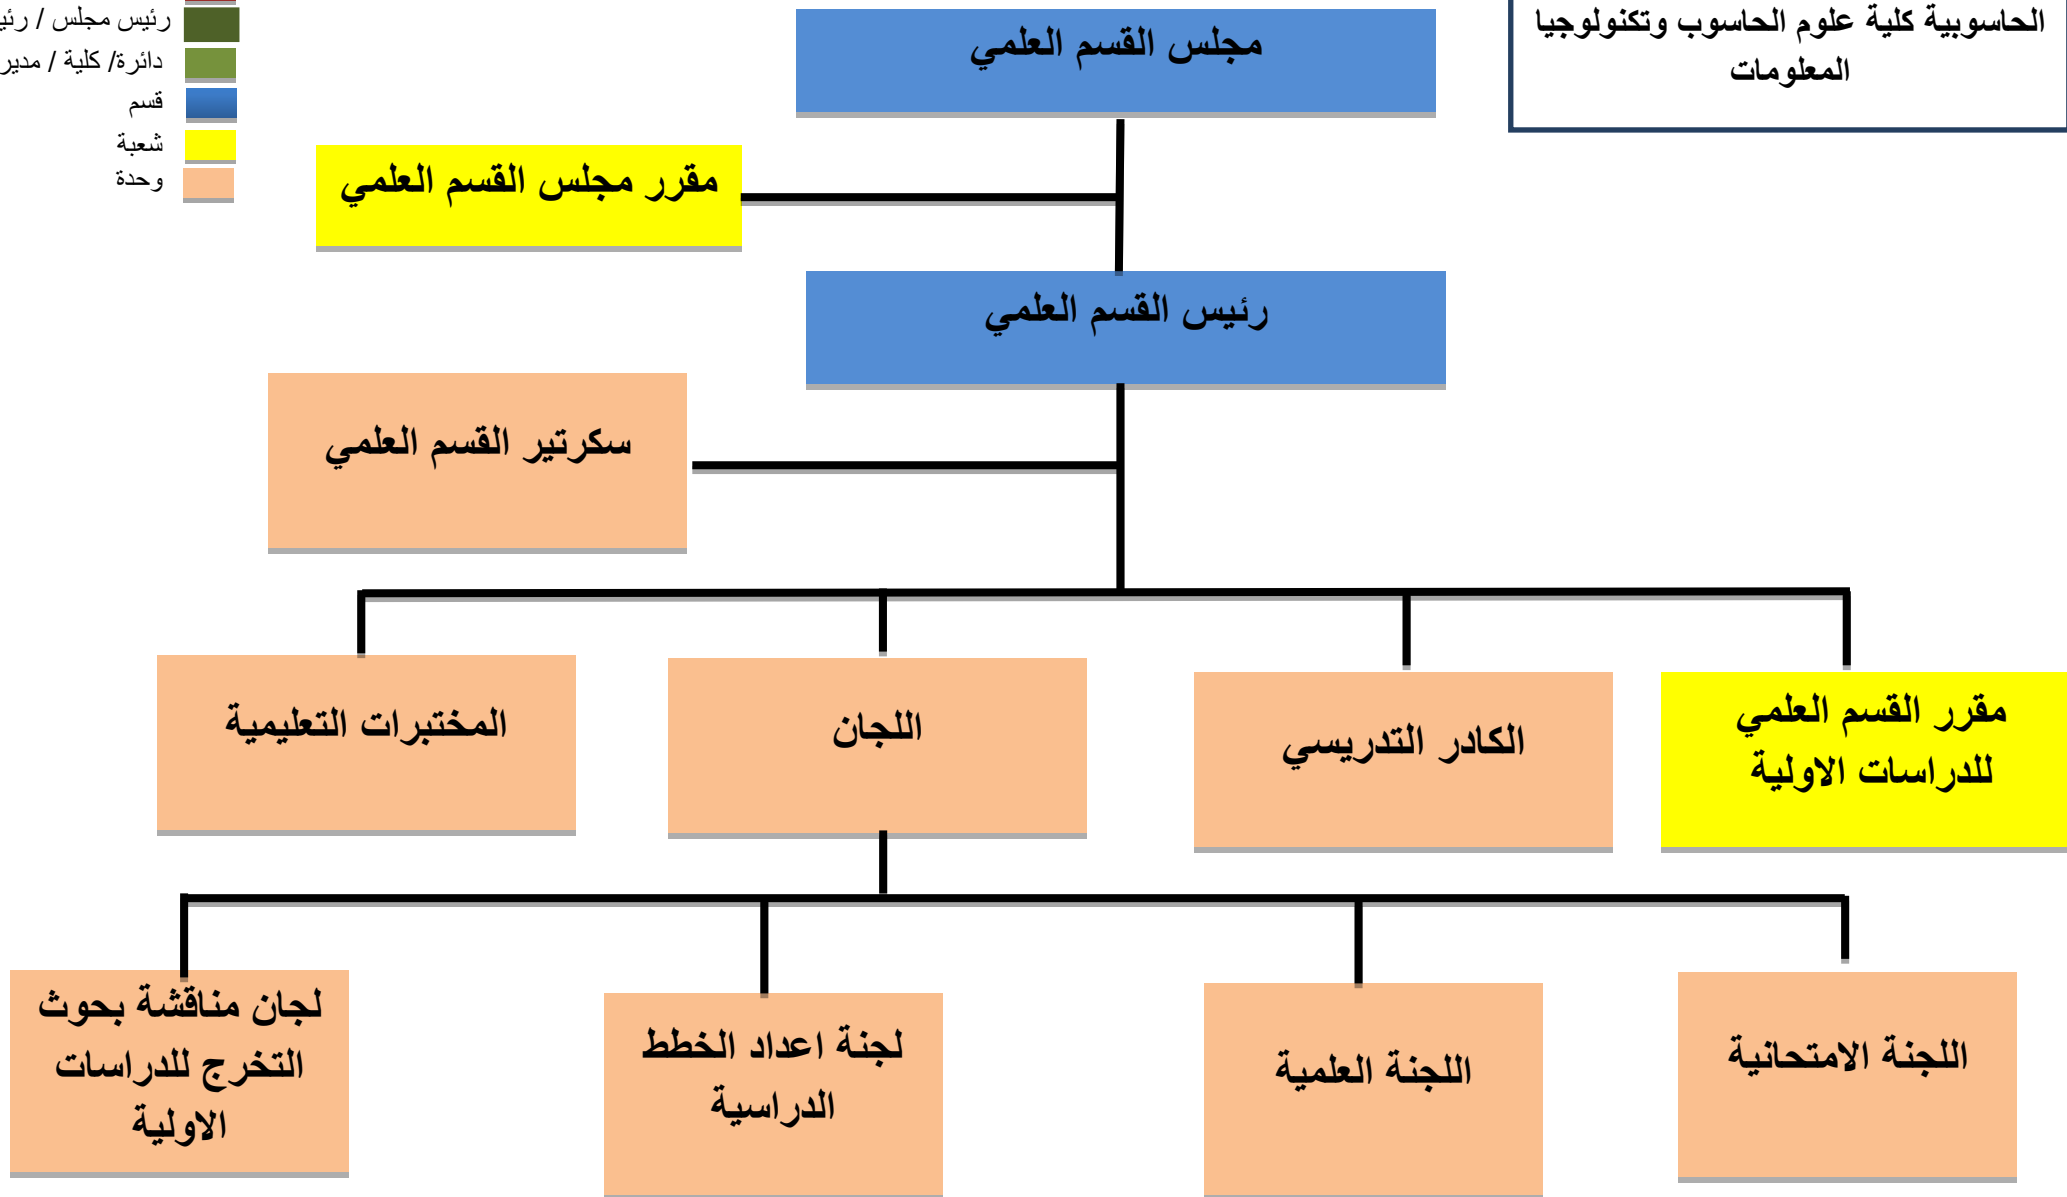 الحاسوبية كلية علوم الحاسوب وتكنولوجيا
المعلومات
رئيس مجلس /
دائرة/ كلية /
قسم
شعبة
وحدة
مجلس القسم العلمي
مقرر مجلس القسم العلمي
رئيس القسم العلمي
سكرتير القسم العلمي
مقرر القسم العلمي
للدراسات الاولية
الكادر التدريسي
اللجان
المختبرات التعليمية
اللجنة الامتحانية
اللجنة العلمية
لجنة اعداد الخطط
الدراسية
لجان مناقشة بحوث
التخرج للدراسات
الاولية